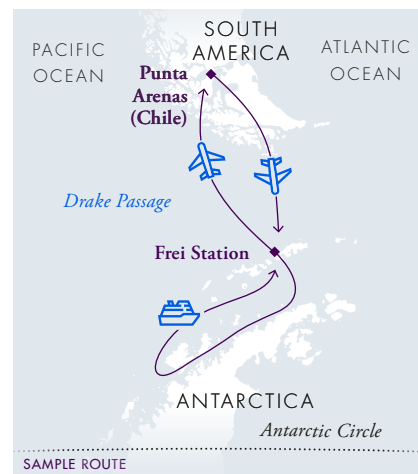 SOUTH
AMERICA
PACIFIC
OCEAN
ATLANTIC
OCEAN
Punta
Arenas
(Chile)
Drake Passage
Frei Station
ANTARCTICA
Antarctic Circle
SAMPLE ROUTE